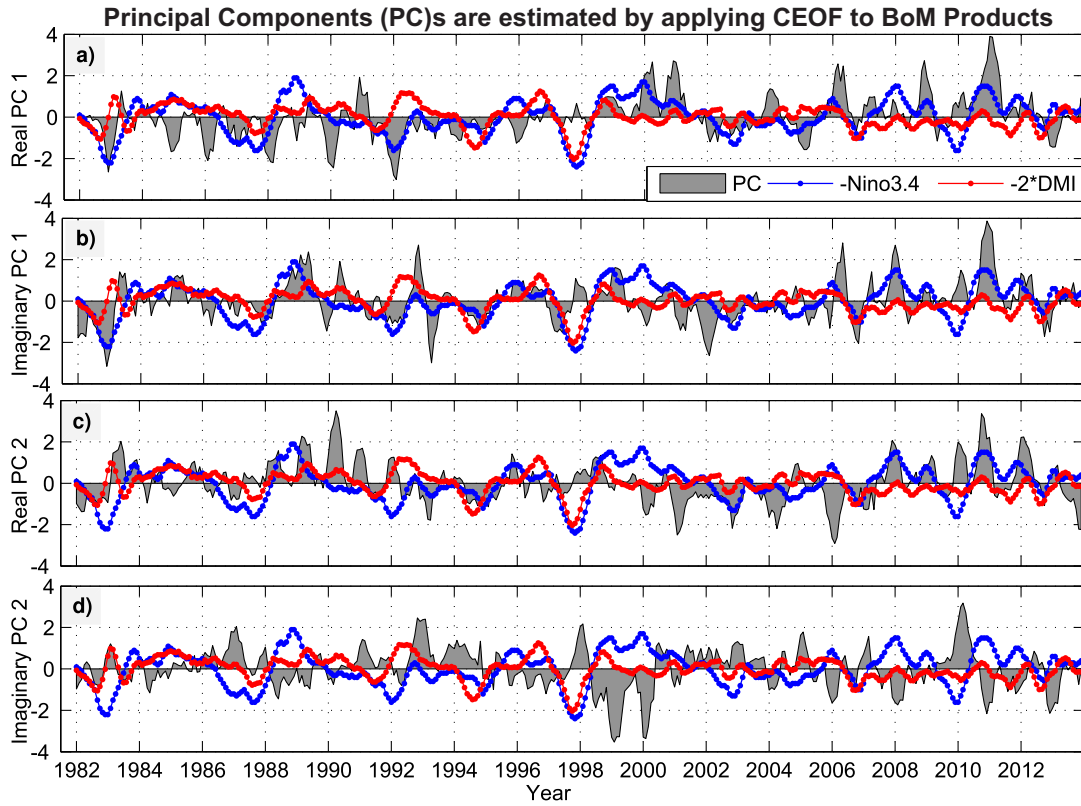 Principal Components (PC)s are estimated by applying CEOF to BoM Products
a)
4
2
0
-2
-4
Real PC 1
PC
-Nino3.4
-2*DMI
b)
4
2
0
-2
-4
Imaginary PC 1
c)
4
2
0
-2
-4
Real PC 2
d)
4
2
0
-2
-4
Imaginary PC 2
1982 1984 1986 1988 1990 1992 1994 1996 1998 2000 2002 2004 2006 2008 2010 2012
Year